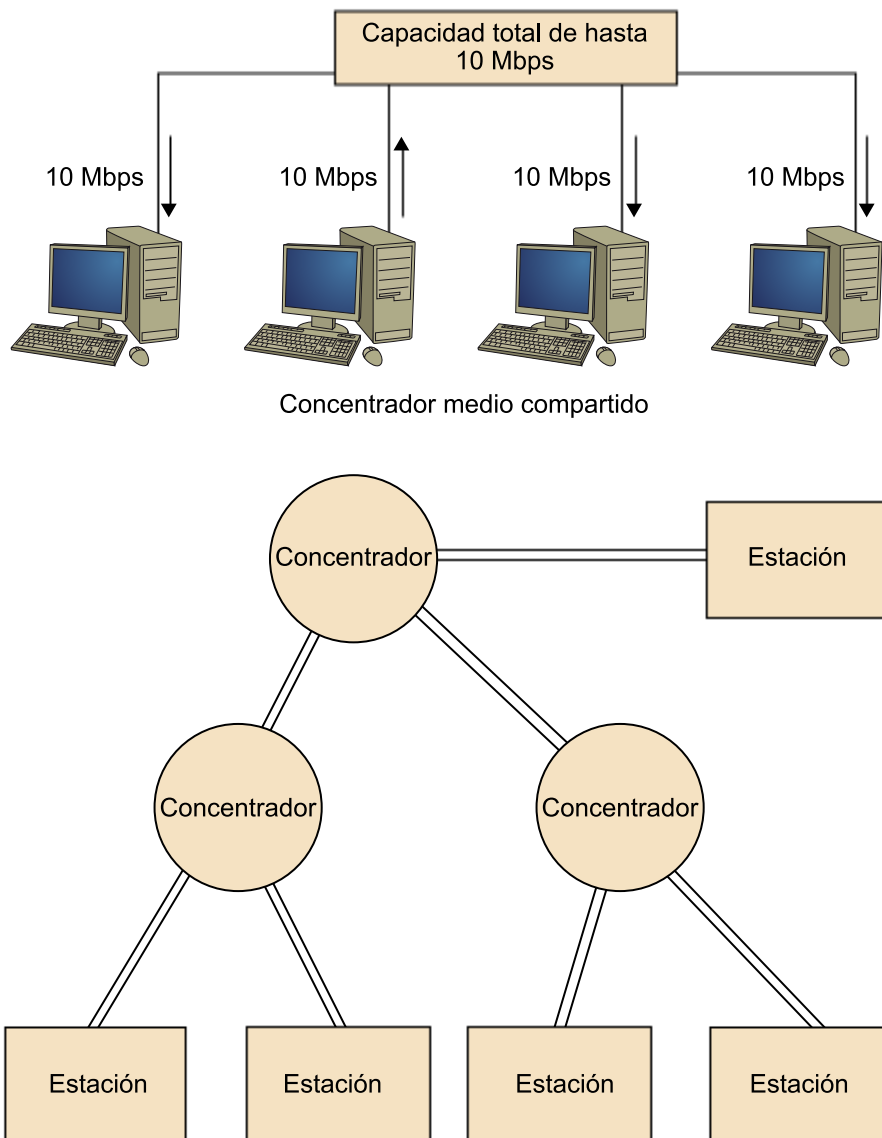 Capacidad total de hasta
10 Mbps
10 Mbps
10 Mbps
10 Mbps
10 Mbps
Concentrador medio compartido
Concentrador
Estación
Concentrador
Concentrador
Estación
Estación
Estación
Estación